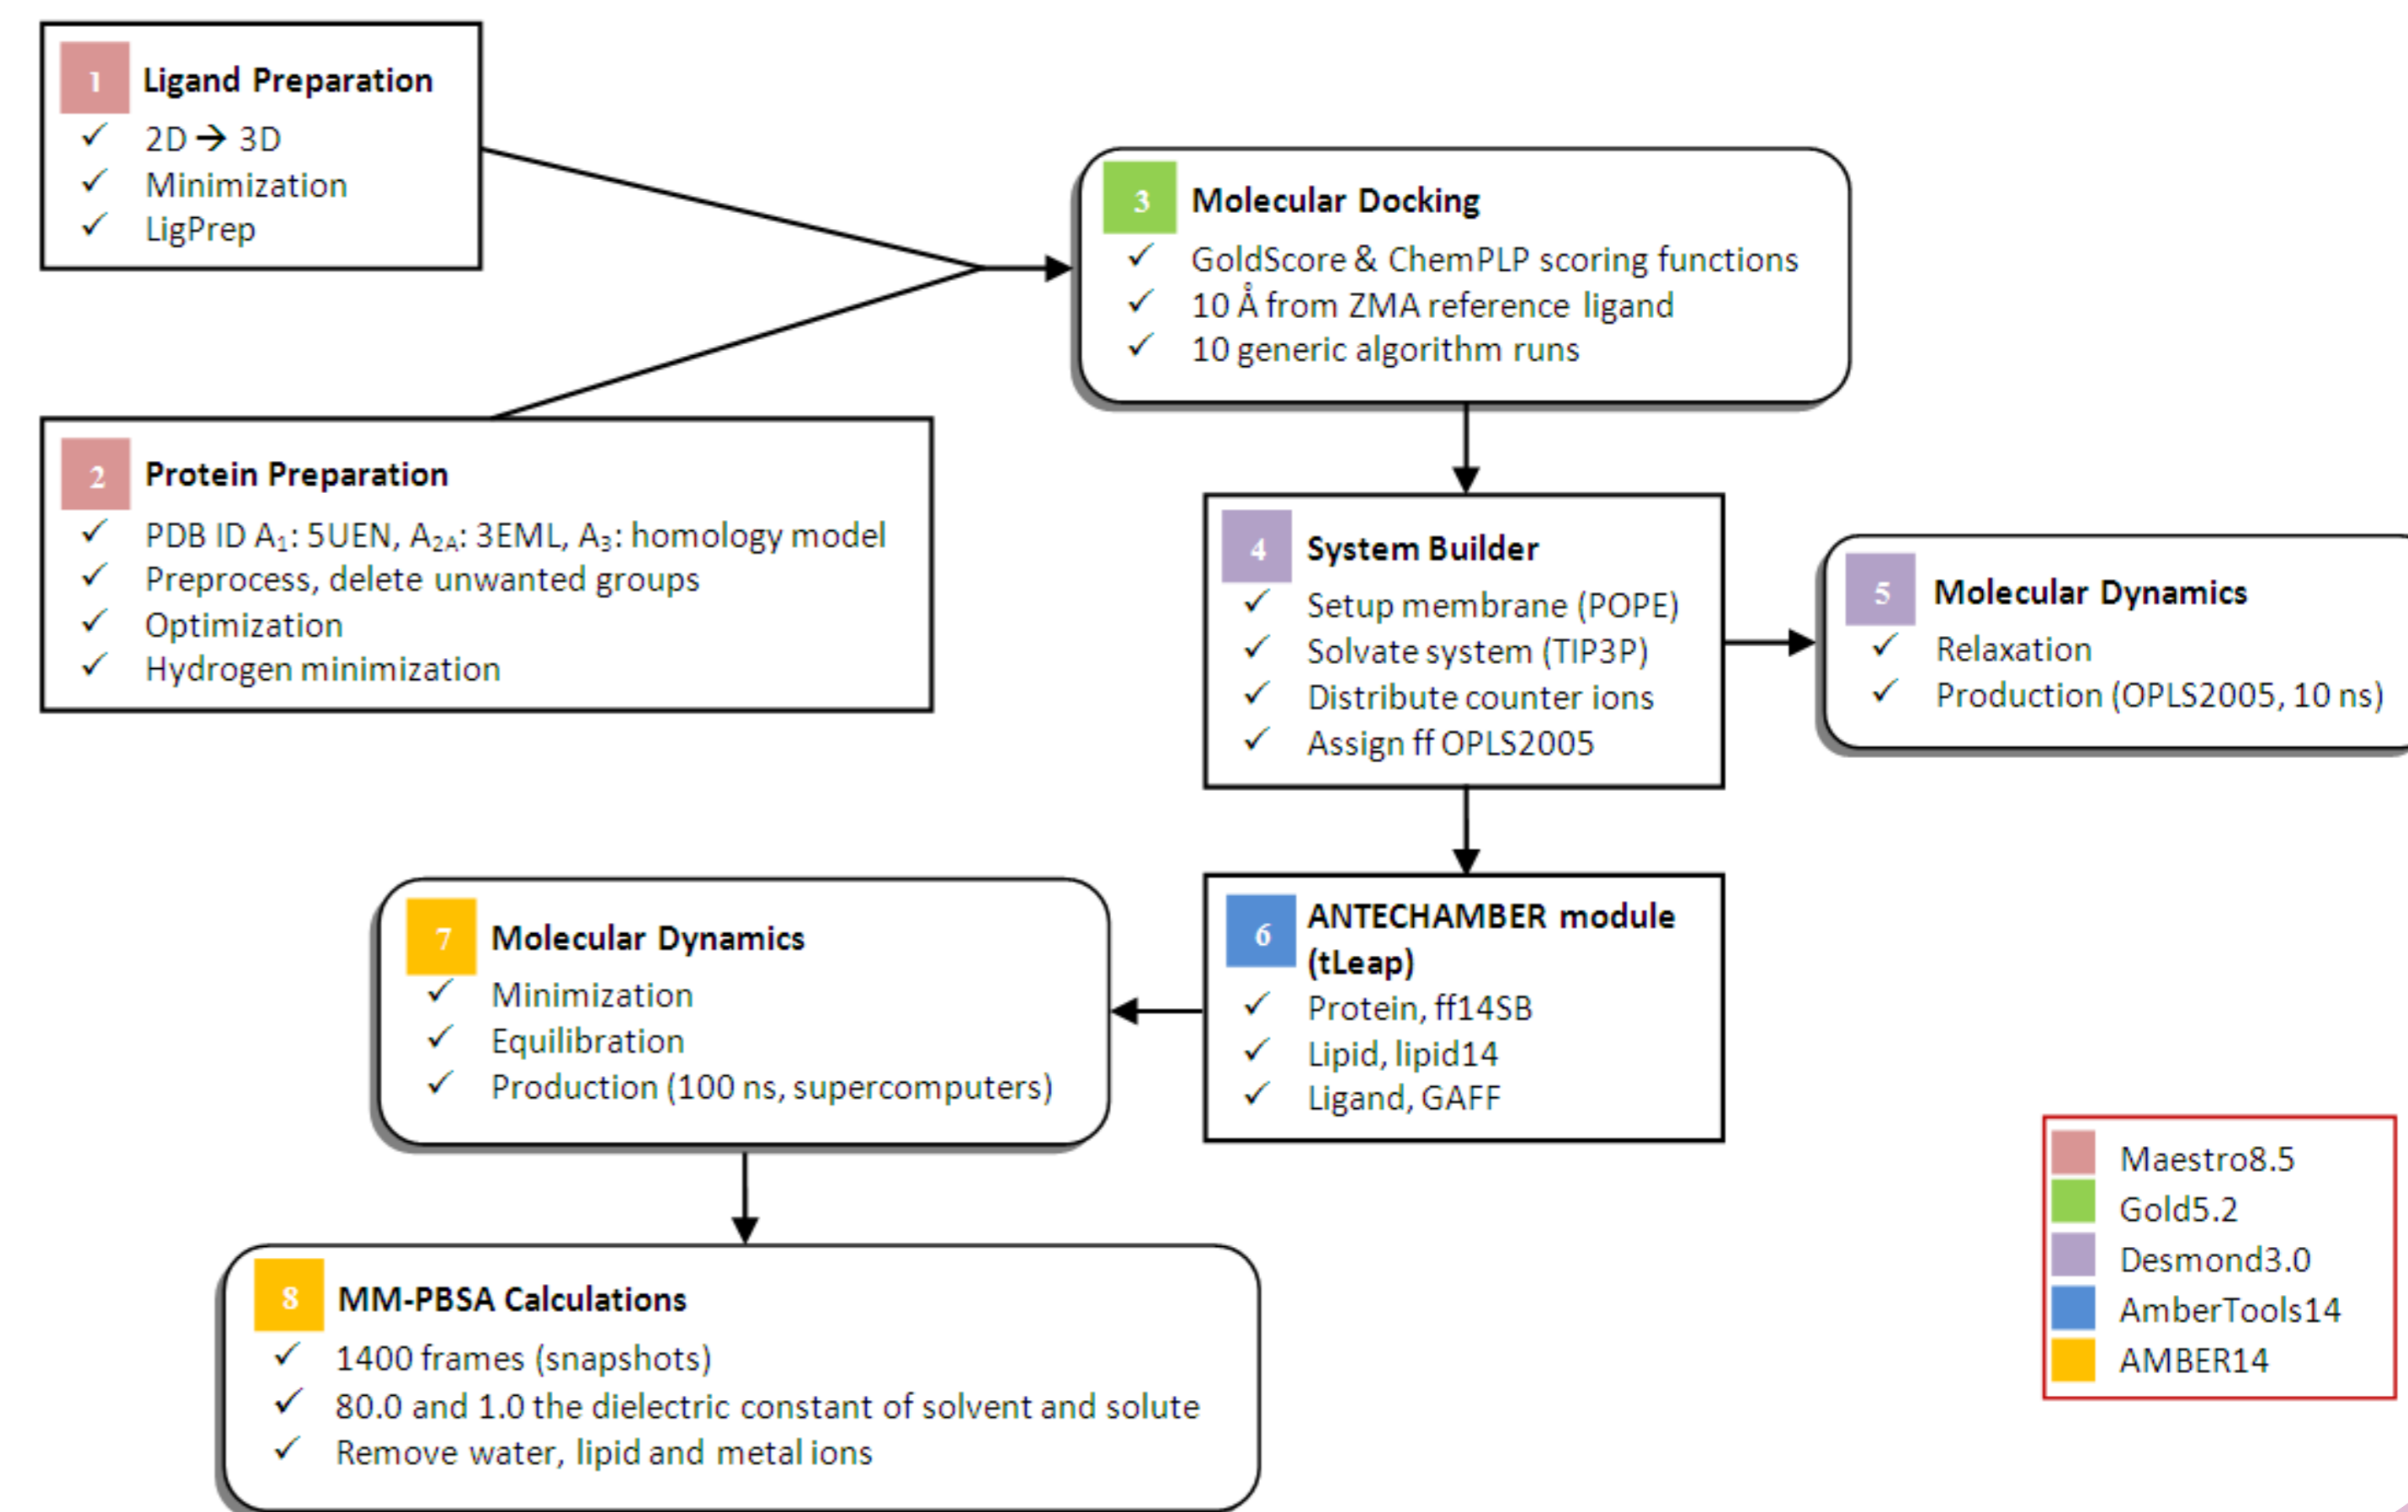 1 Ligand Preparation
✓ 2D → 3D
✓ Minimization
✓ LigPrep
2 Protein Preparation
✓ PDB ID A₁: 5UEN, A₂ₐ: 3EML, A₃: homology model
✓ Preprocess, delete unwanted groups
✓ Optimization
✓ Hydrogen minimization
3 Molecular Docking
✓ GoldScore & ChemPLP scoring functions
✓ 10 Å from ZMA reference ligand
✓ 10 generic algorithm runs
4 System Builder
✓ Setup membrane (POPE)
✓ Solvate system (TIP3P)
✓ Distribute counter ions
✓ Assign ff OPLS2005
5 Molecular Dynamics
✓ Relaxation
✓ Production (OPLS2005, 10 ns)
6 ANTECHAMBER module
(tLeap)
✓ Protein, ff14SB
✓ Lipid, lipid14
✓ Ligand, GAFF
7 Molecular Dynamics
✓ Minimization
✓ Equilibration
✓ Production (100 ns, supercomputers)
8 MM-PBSA Calculations
✓ 1400 frames (snapshots)
✓ 80.0 and 1.0 the dielectric constant of solvent and solute
✓ Remove water, lipid and metal ions
Maestro8.5
Gold5.2
Desmond3.0
AmberTools14
AMBER14